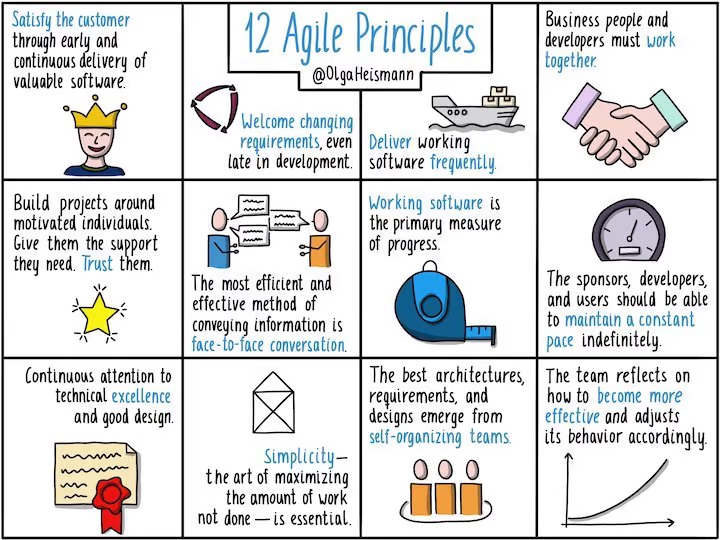 12 Agile Principles
@OlgaHeismann
Satisfy the customer
through early and
continuous delivery of
valuable software.
Welcome changing
requirements, even
late in development.
Deliver working
software frequently.
Business people and
developers must work
together.
Build projects around
motivated individuals.
Give them the support
they need. Trust them.
The most efficient and
effective method of
conveying information is
face-to-face conversation.
Working software is
the primary measure
of progress.
The sponsors, developers,
and users should be able
to maintain a constant
pace indefinitely.
Continuous attention to
technical excellence
and good design.
Simplicity—
the art of maximizing
the amount of work
not done — is essential.
The best architectures,
requirements, and
designs emerge from
self-organizing teams.
The team reflects on
how to become more
effective and adjusts
its behavior accordingly.